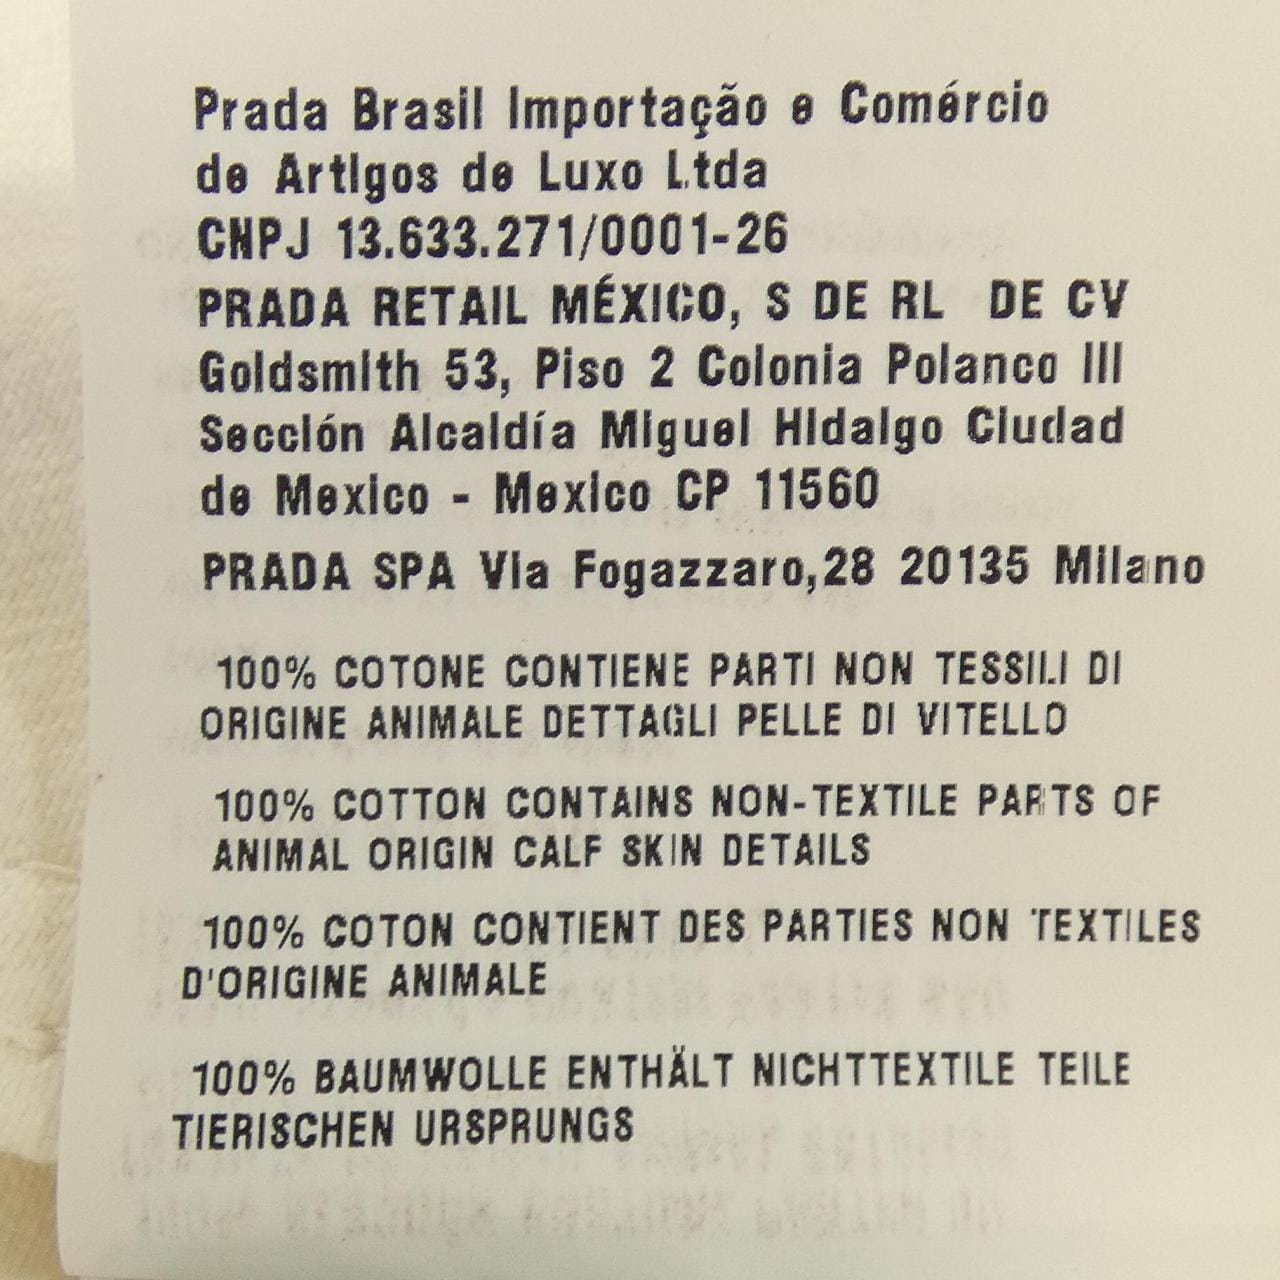 Prada Brasil Importação e Comércio
de Artigos de Luxo Ltda
CNPJ 13.633.271/0001-26
PRADA RETAIL MÉXICO, S DE RL DE CV
Goldsmith 53, Piso 2 Colonia Polanco III
Sección Alcaldía Miguel Hidalgo Ciudad
de Mexico - Mexico CP 11560
PRADA SPA Via Fogazzaro,28 20135 Milano
100% COTONE CONTIENE PARTI NON TESSILI DI
ORIGINE ANIMALE DETTAGLI PELLE DI VITELLO
100% COTTON CONTAINS NON-TEXTILE PARTS OF
ANIMAL ORIGIN CALF SKIN DETAILS
100% COTON CONTIENT DES PARTIES NON TEXTILES
D'ORIGINE ANIMALE
100% BAUMWOLLE ENTHÄLT NICHTTEXTILE TEILE
TIERISCHEN URSPRUNGS